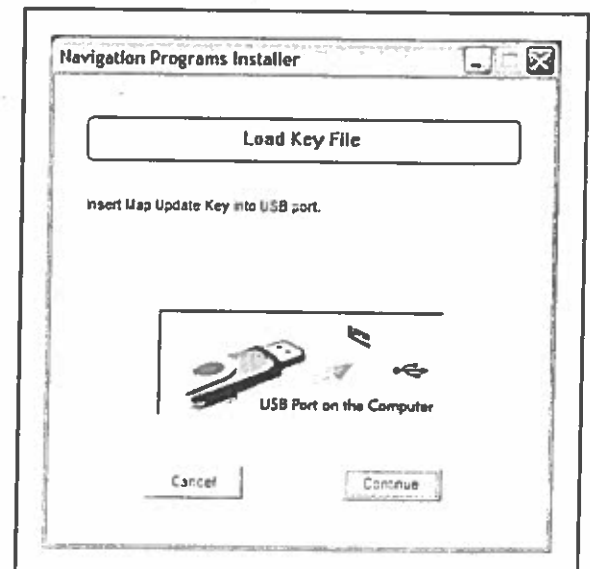 Navigation Programs Installer
Load Key File
Insert Map Update Key into USB port.
USB Port on the Computer
Cancel
Continue